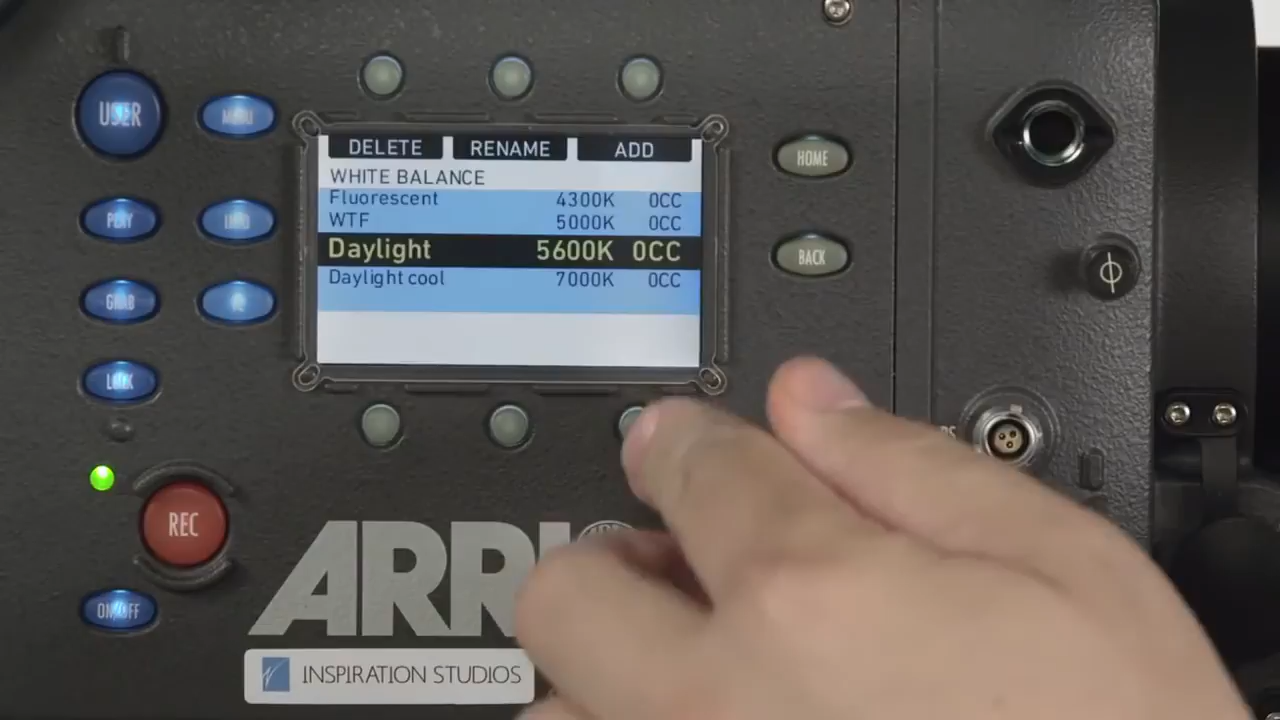 USER
MENU
DELETE RENAME ADD
WHITE BALANCE
Fluorescent 4300K 0CC
WTF 5000K 0CC
Daylight 5600K 0CC
Daylight cool 7000K 0CC
HOME
BACK
PLAY
INFO
GRAB
LOCK
REC
ON/OFF
ARRI
INSPIRATION STUDIOS